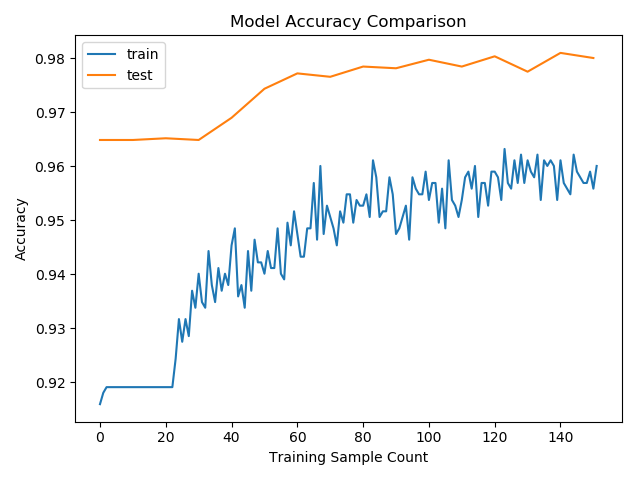 Model Accuracy Comparison
train
test
Accuracy
0.98
0.97
0.96
0.95
0.94
0.93
0.92
0 20 40 60 80 100 120 140
Training Sample Count